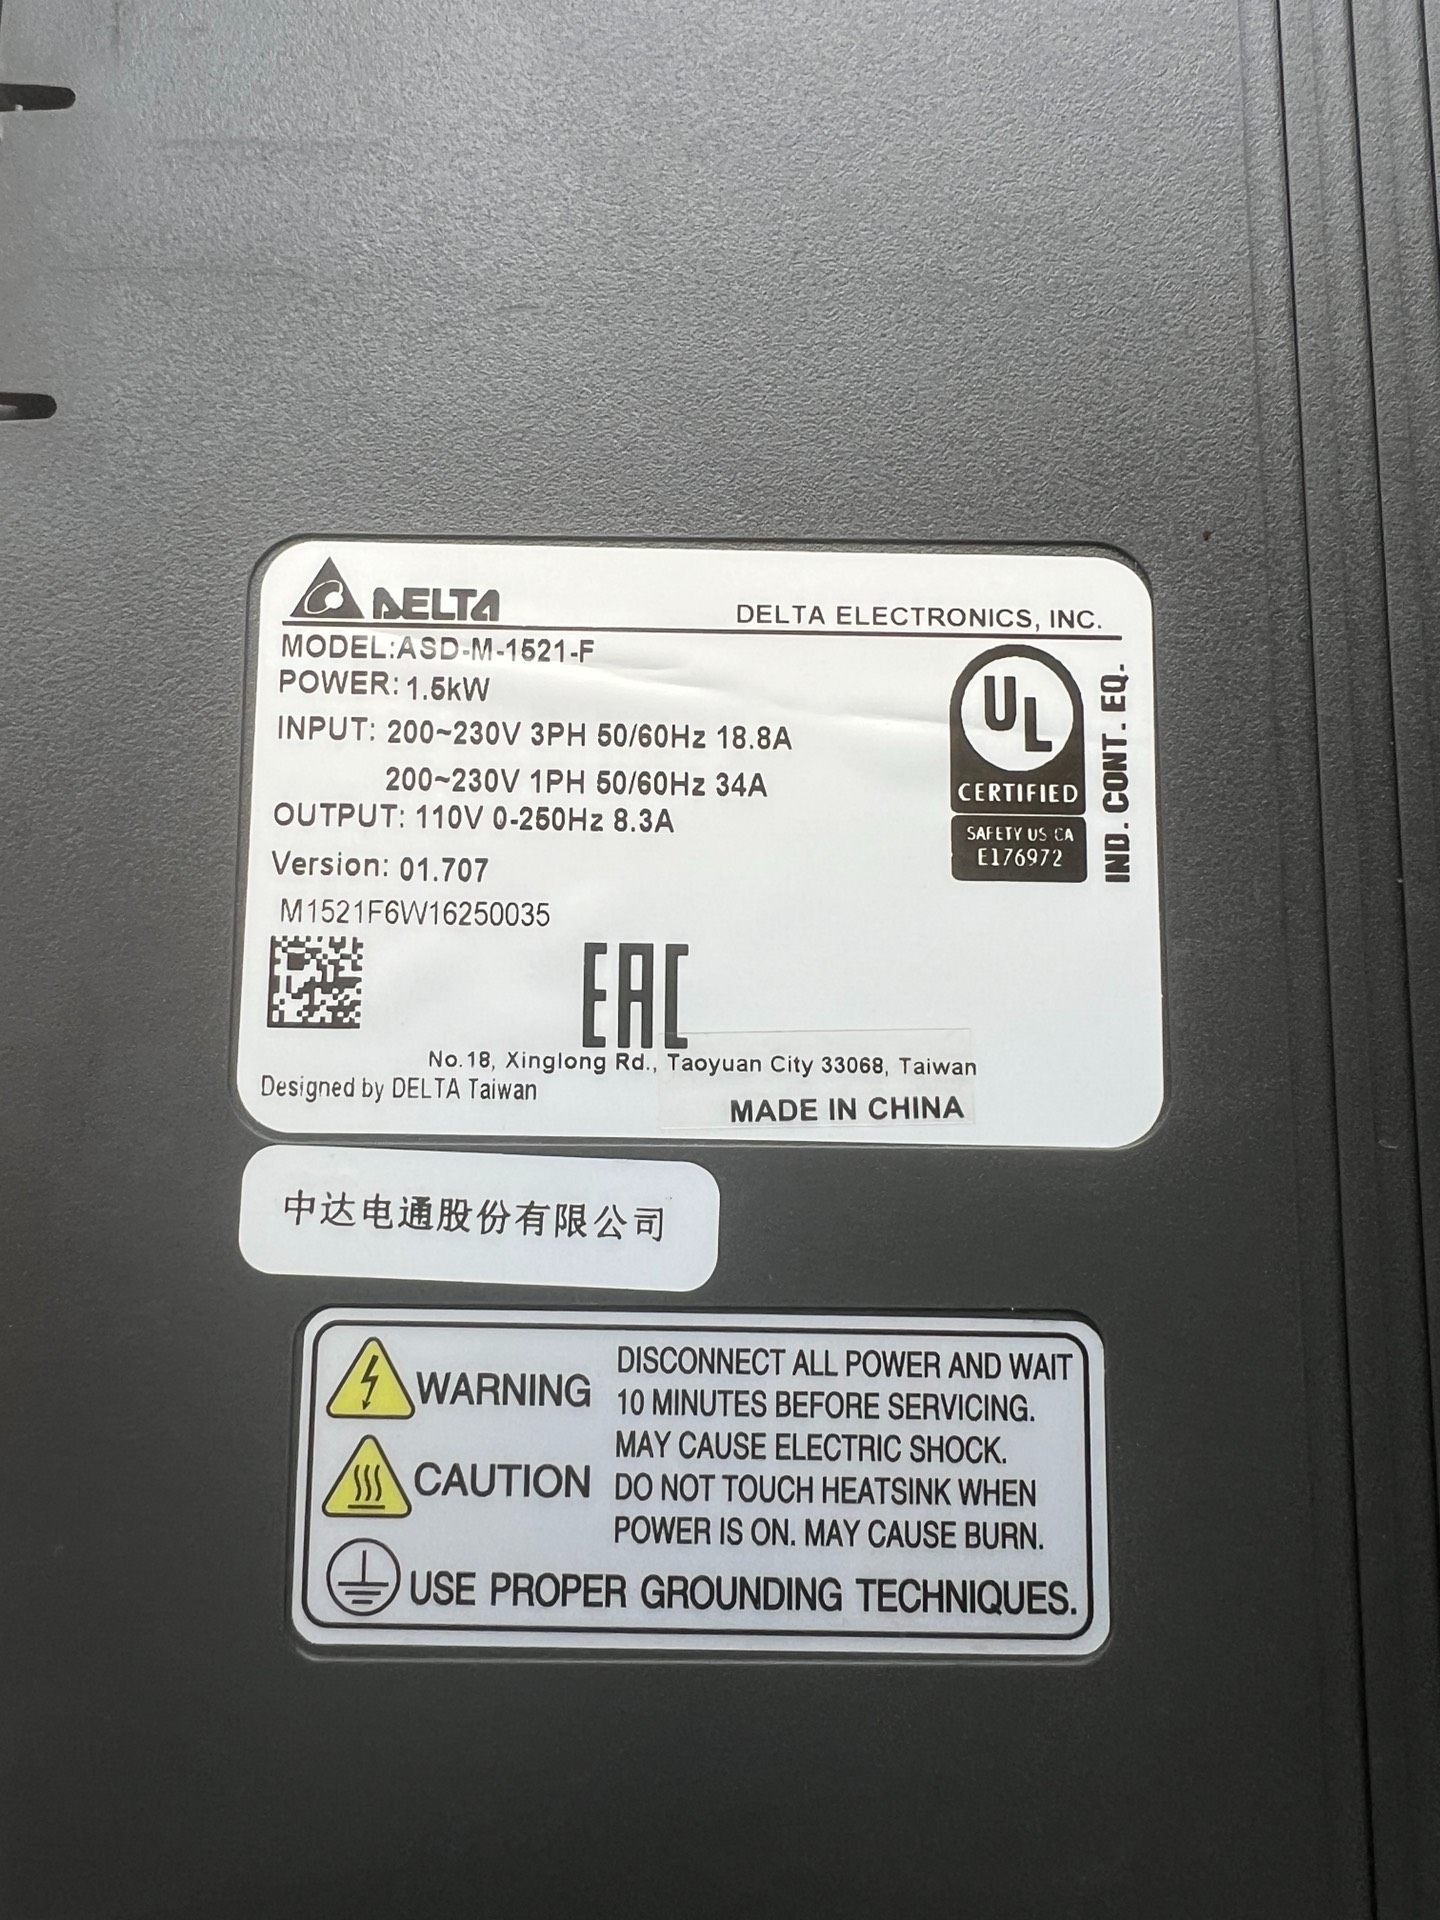 DELTA
DELTA ELECTRONICS, INC.
MODEL:ASD-M-1521-F
POWER: 1.5kW
INPUT: 200~230V 3PH 50/60Hz 18.8A
200~230V 1PH 50/60Hz 34A
OUTPUT: 110V 0-250Hz 8.3A
Version: 01.707
M1521F6W16250035
UL
CERTIFIED
SAFETY US CA
E176972
IND. CONT. EQ.
EAC
No.18, Xinglong Rd., Taoyuan City 33068, Taiwan
Designed by DELTA Taiwan
MADE IN CHINA
中达电通股份有限公司
WARNING
DISCONNECT ALL POWER AND WAIT
10 MINUTES BEFORE SERVICING.
MAY CAUSE ELECTRIC SHOCK.
CAUTION
DO NOT TOUCH HEATSINK WHEN
POWER IS ON. MAY CAUSE BURN.
USE PROPER GROUNDING TECHNIQUES.